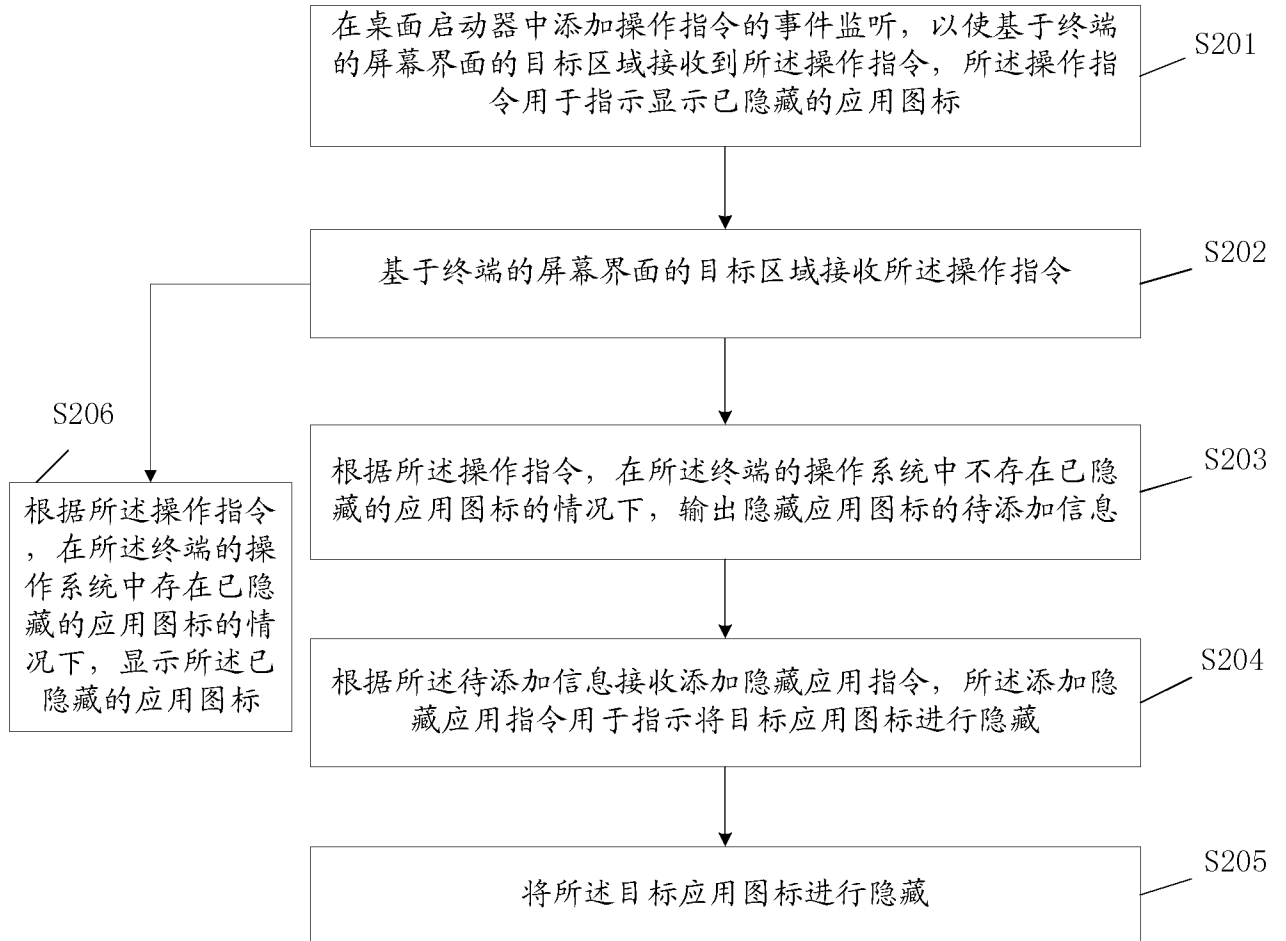 在桌面启动器中添加操作指令的事件监听，以使基于终端
的屏幕界面的目标区域接收到所述操作指令，所述操作指
令用于指示显示已隐藏的应用图标
S201
基于终端的屏幕界面的目标区域接收所述操作指令
S202
根据所述操作指令，在所述终端的操作系统中不存在已隐
藏的应用图标的情况下，输出隐藏应用图标的待添加信息
S203
S206
根据所述操作指令
，在所述终端的操
作系统中存在已隐
藏的应用图标的情
况下，显示所述已
隐藏的应用图标
根据所述待添加信息接收添加隐藏应用指令，所述添加隐
藏应用指令用于指示将目标应用图标进行隐藏
S204
将所述目标应用图标进行隐藏
S205